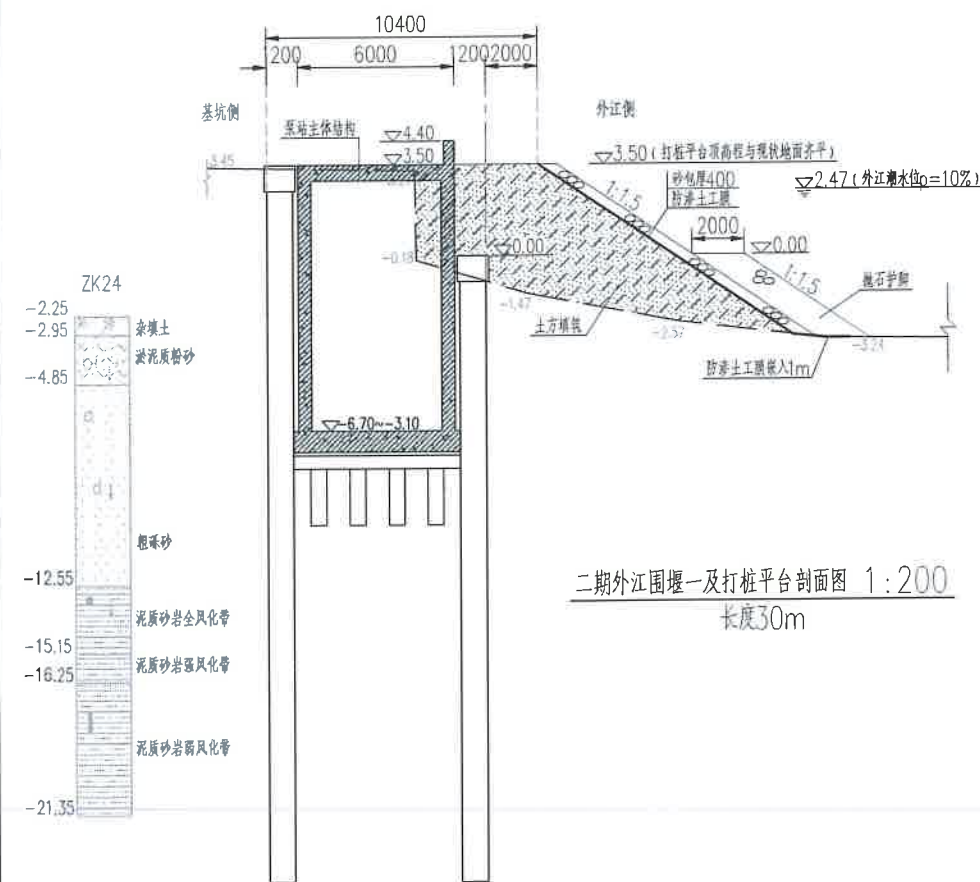 10400
1200 6000 1200 2000
基坑侧
外江侧
泵站主体结构
▽4.40
▽3.50
3.45
▽3.50(打桩平台顶高程与现状地面齐平)
砂包厚400
防渗土工膜
▽2.47(外江潮水位p=10%)
1:1.5
2000
▽0.00
▽0.00
1:1.5
抛石护脚
-0.18
-1.47
-2.57
-3.21
土方填筑
防渗土工膜嵌入1m
▽-6.70~-3.10
ZK24
-2.25
-2.95
杂填土
淤泥质粉砂
-4.85
粗砾砂
-12.55
泥质砂岩全风化带
-15.15
泥质砂岩强风化带
-16.25
泥质砂岩弱风化带
-21.35
二期外江围堰一及打桩平台剖面图 1:200
长度30m